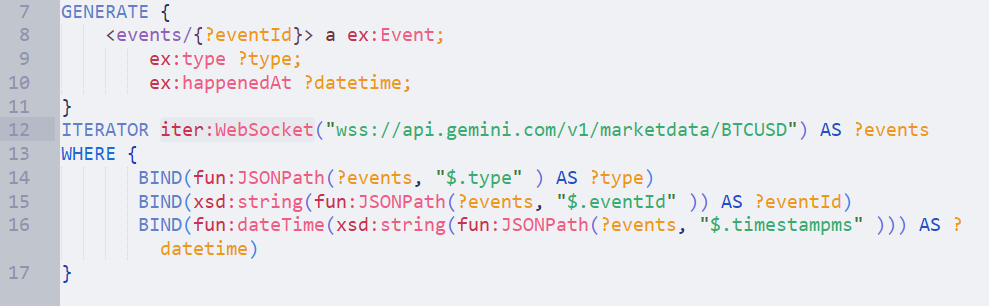 7 GENERATE {
8 <events/{?eventId}> a ex:Event;
9 ex:type ?type;
10 ex:happenedAt ?datetime;
11 }
12 ITERATOR iter:WebSocket("wss://api.gemini.com/v1/marketdata/BTCUSD") AS ?events
13 WHERE {
14 BIND(fun:JSONPath(?events, "$.type" ) AS ?type)
15 BIND(xsd:string(fun:JSONPath(?events, "$.eventId" )) AS ?eventId)
16 BIND(fun:dateTime(xsd:string(fun:JSONPath(?events, "$.timestampms" ))) AS ?
datetime)
17 }